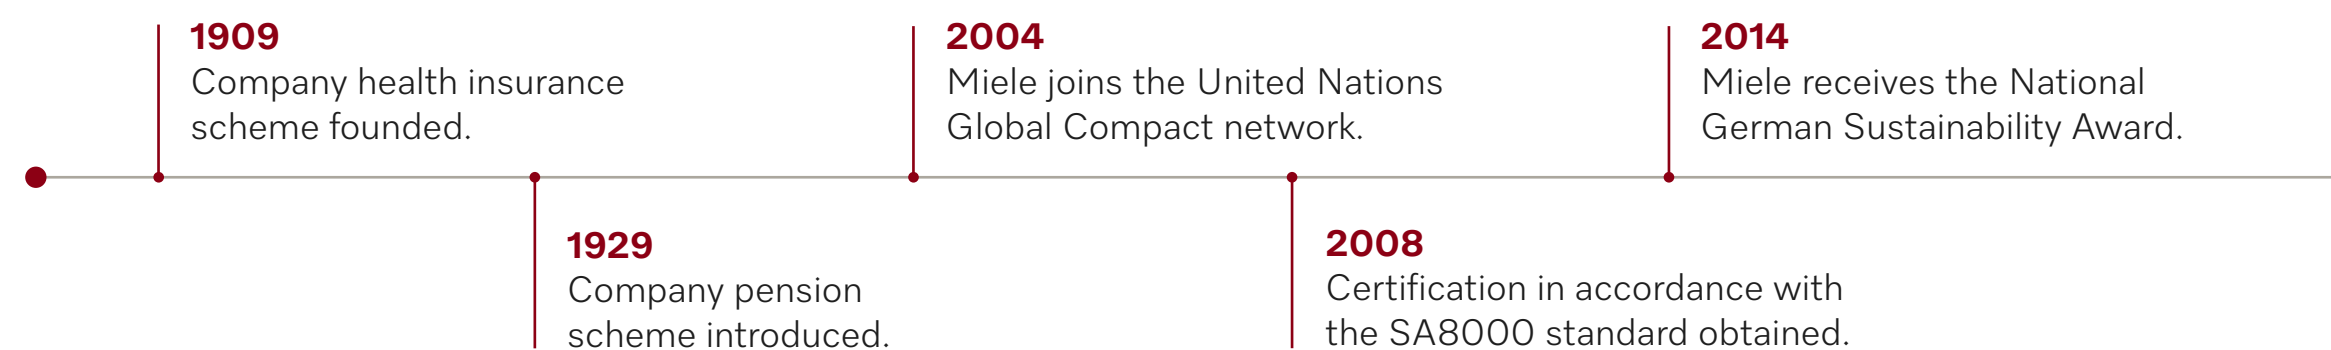 1909
Company health insurance
scheme founded.
1929
Company pension
scheme introduced.
2004
Miele joins the United Nations
Global Compact network.
2008
Certification in accordance with
the SA8000 standard obtained.
2014
Miele receives the National
German Sustainability Award.